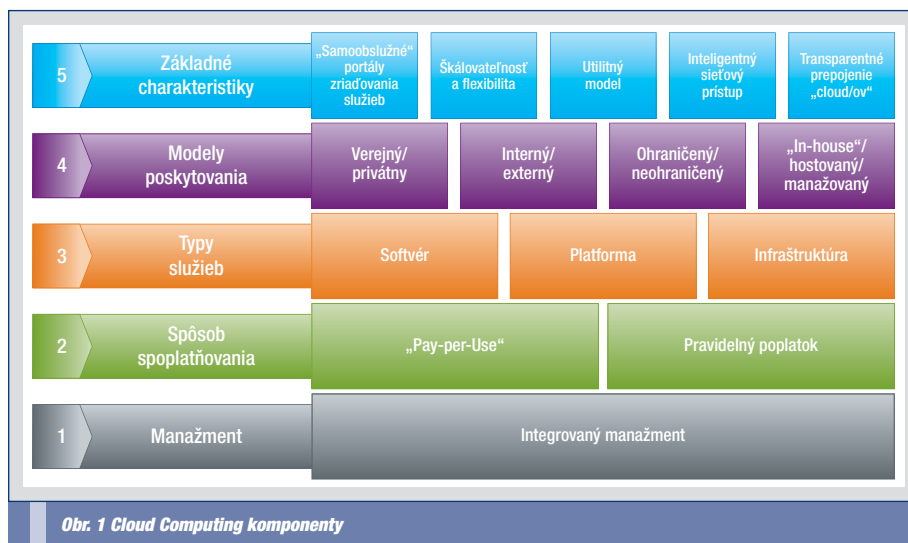 5
Základné
charakteristiky
„Samoobslužné“
portály
zriaďovania
služieb
Škálovateľnosť
a flexibilita
Utilitný
model
Inteligentný
sieťový
prístup
Transparentné
prepojenie
„cloud/ov“
4
Modely
poskytovania
Verejný/
privátny
Interný/
externý
Ohraničený/
neohraničený
„In-house“/
hostovaný/
manažovaný
3
Typy
služieb
Softvér
Platforma
Infraštruktúra
2
Spôsob
spoplatňovania
„Pay-per-Use“
Pravidelný poplatok
1
Manažment
Integrovaný manažment
Obr. 1 Cloud Computing komponenty